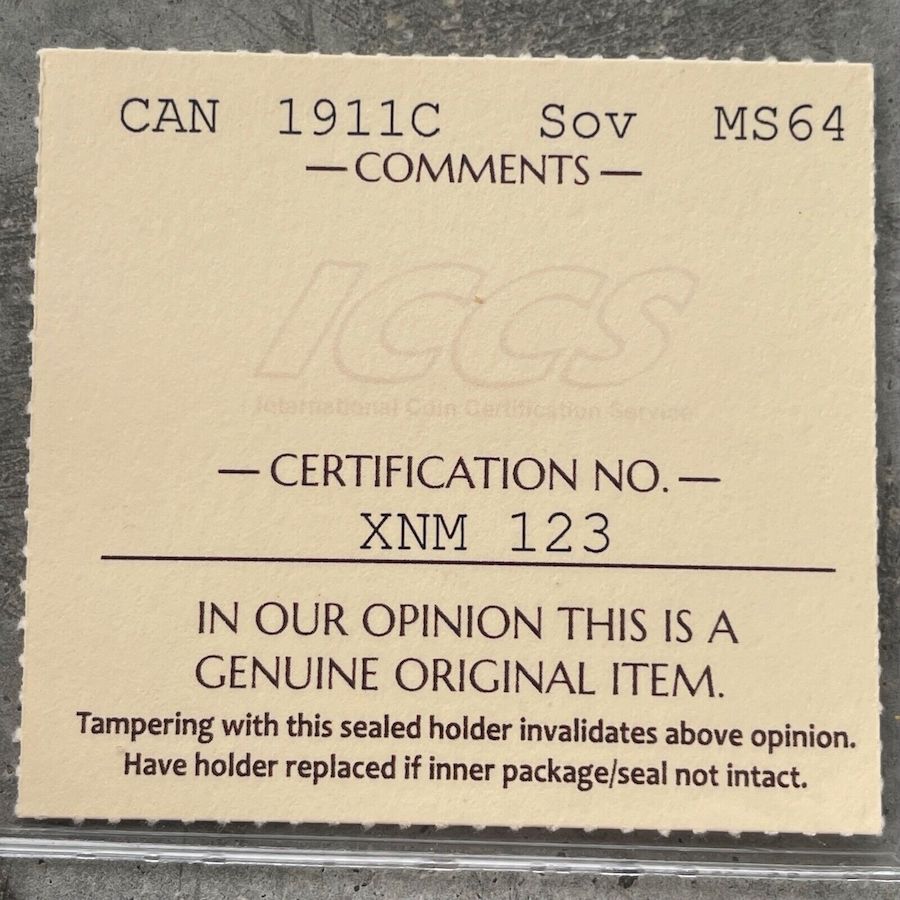 CAN 1911C Sov MS64
—COMMENTS—
ICCS
International Coin Certification Service
—CERTIFICATION NO.—
XNM 123
IN OUR OPINION THIS IS A
GENUINE ORIGINAL ITEM.
Tampering with this sealed holder invalidates above opinion.
Have holder replaced if inner package/seal not intact.